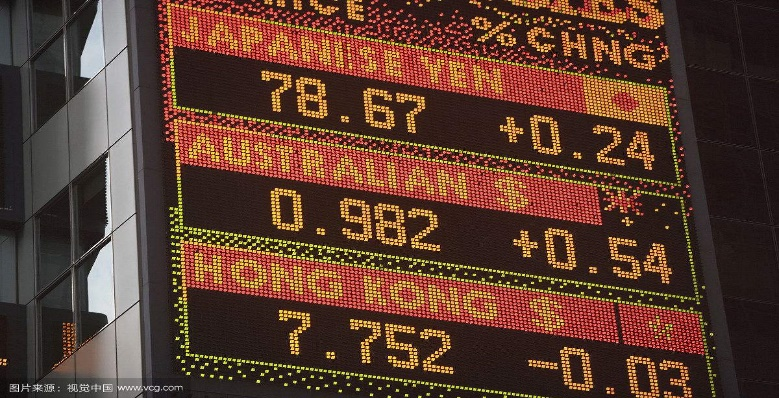 % CHNG
JAPANESE YEN
78.67 +0.24
AUSTRALIAN $
0.982 +0.54
HONG KONG $
7.752 -0.03
图片来源：视觉中国 www.vcg.com